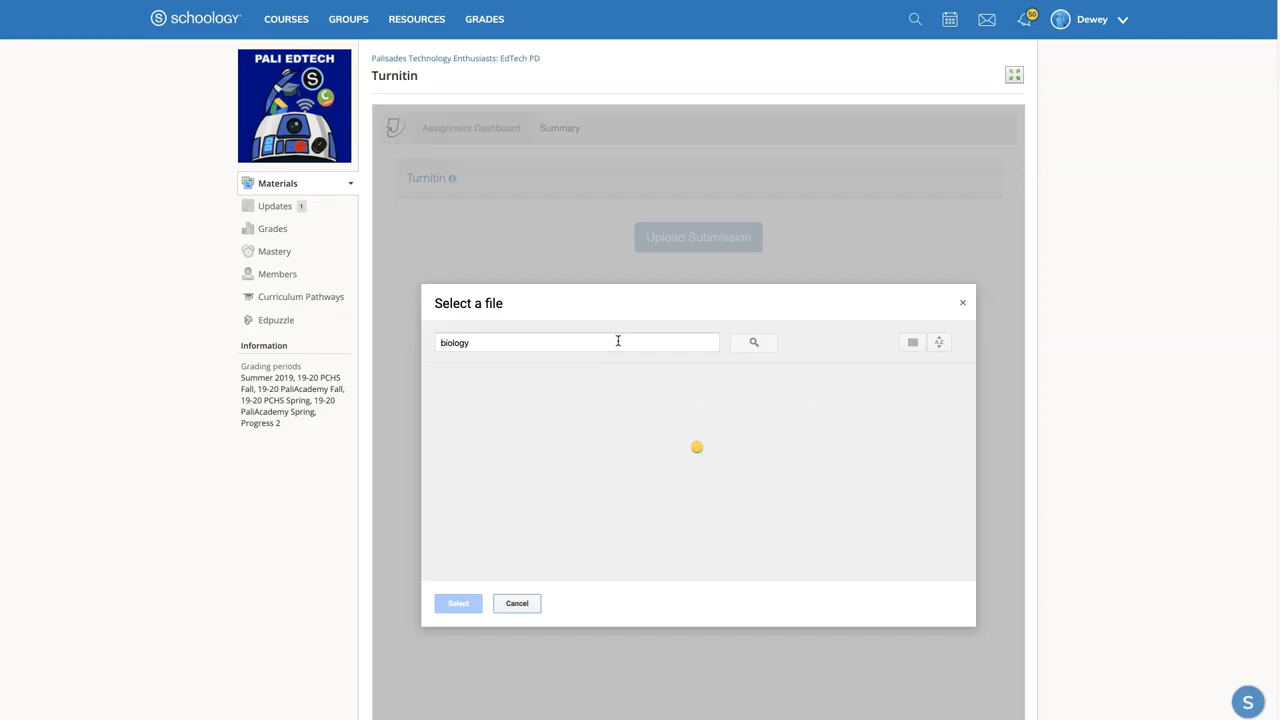 schoology COURSES GROUPS RESOURCES GRADES 50 Dewey
PALI EDTECH
S
Palisades Technology Enthusiasts: EdTech PD
Turnitin
Assignment Dashboard Summary
Turnitin
Upload Submission
Materials
Updates 1
Grades
Mastery
Members
Curriculum Pathways
Edpuzzle
Information
Grading periods
Summer 2019, 19-20 PCHS
Fall, 19-20 PaliAcademy Fall,
19-20 PCHS Spring, 19-20
PaliAcademy Spring,
Progress 2
Select a file ×
biology
AZ
Select Cancel
S